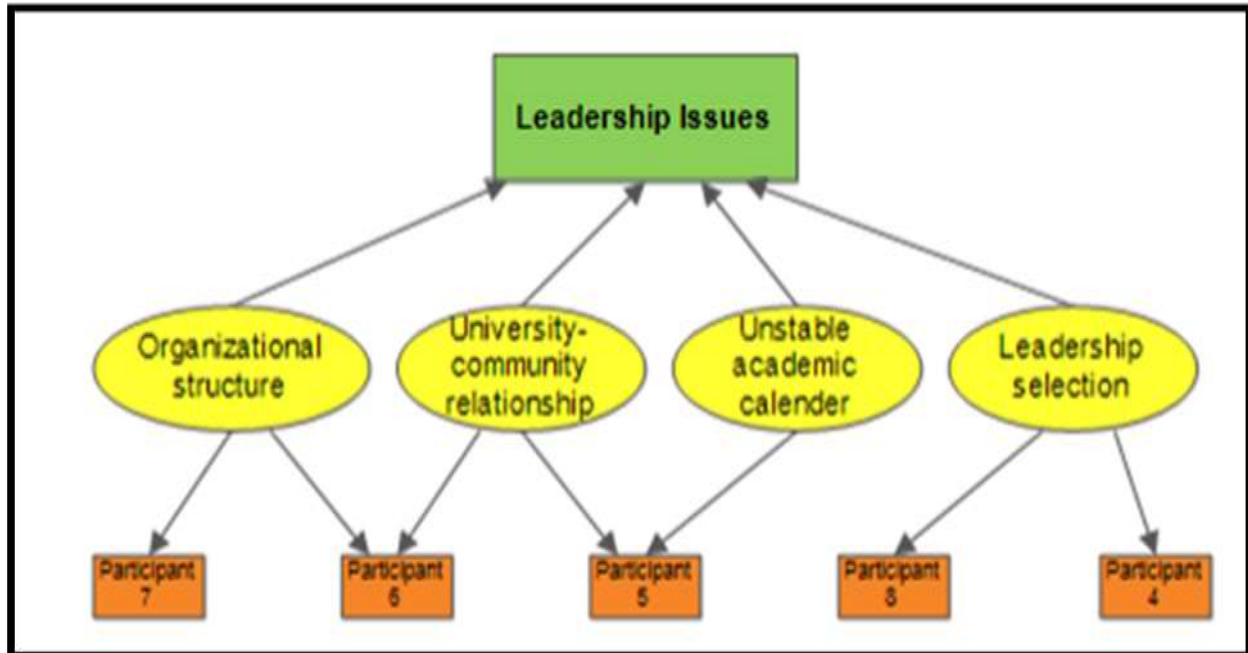 Leadership Issues
Organizational
structure
University-
community
relationship
Unstable
academic
calender
Leadership
selection
Participant
7
Participant
6
Participant
5
Participant
8
Participant
4